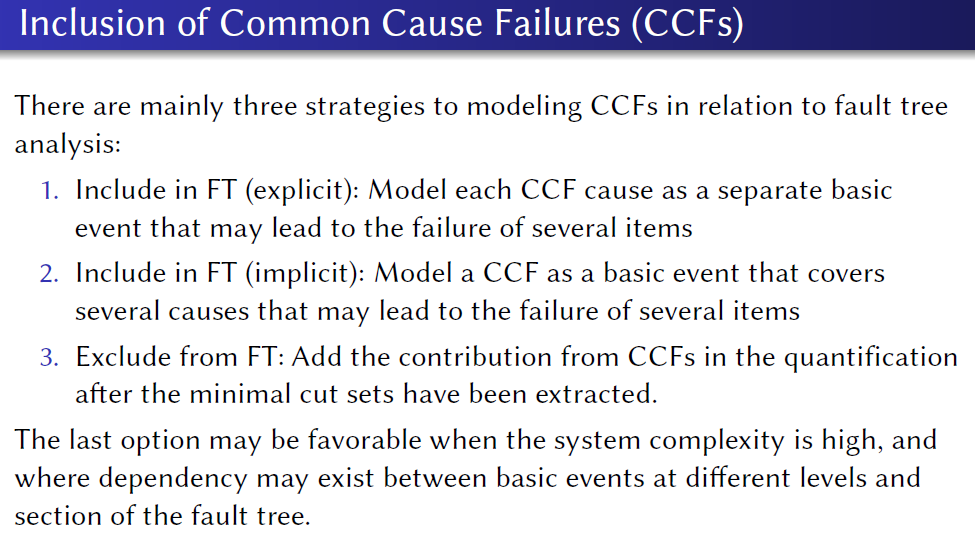 Inclusion of Common Cause Failures (CCFs)
There are mainly three strategies to modeling CCFs in relation to fault tree
analysis:
1. Include in FT (explicit): Model each CCF cause as a separate basic
event that may lead to the failure of several items
2. Include in FT (implicit): Model a CCF as a basic event that covers
several causes that may lead to the failure of several items
3. Exclude from FT: Add the contribution from CCFs in the quantification
after the minimal cut sets have been extracted.
The last option may be favorable when the system complexity is high, and
where dependency may exist between basic events at different levels and
section of the fault tree.